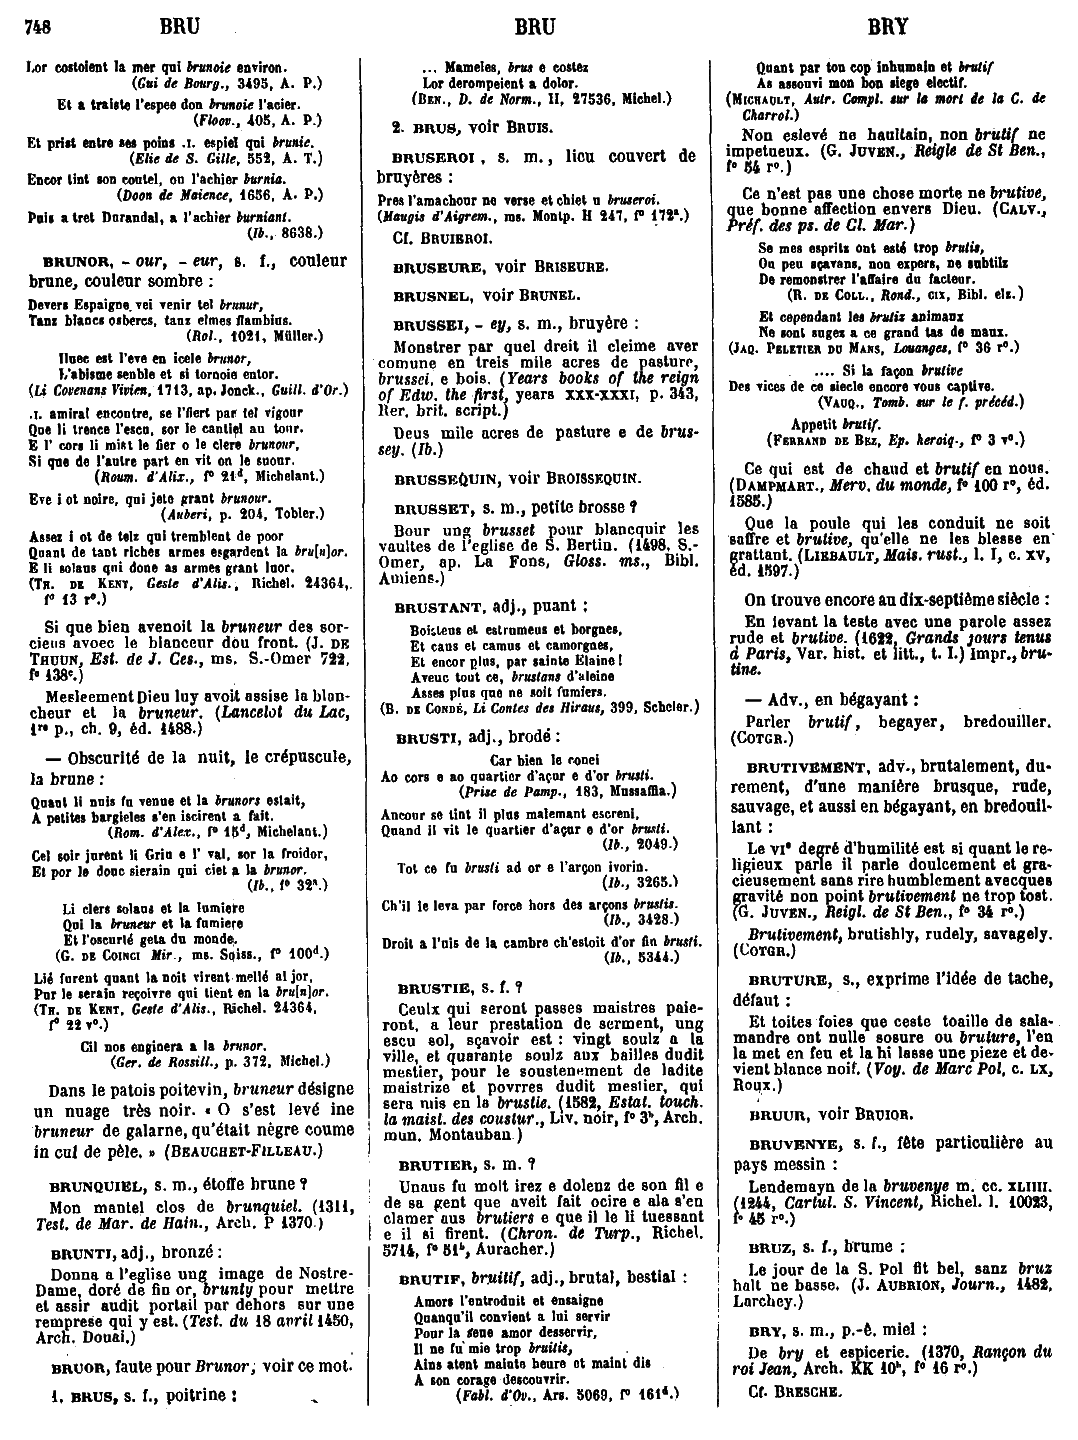 748 BRU BRU BRY
Lor costoient la mer qui brunoie environ.
(Gui de Bourg., 3495, A. P.)
Et a traiste l'espee don brunoie l'acier.
(Floov., 405, A. P.)
Et prist entre ses poins .I. espiel qui brunie.
(Elie de S. Gille, 552, A. T.)
Encor tint son coutel, on l'achier burnia.
(Doon de Maience, 1656, A. P.)
Puis a tret Durandal, a l'achier burniant.
(Ib., 8638.)
BRUNOR, - our, - eur, s. f., couleur
brune, couleur sombre :
Devers Espaigne vei venir tel brunur,
Tanz blancs osbercs, tanz elmes flambius.
(Rol., 1021, Müller.)
Iluec est l'eve en icele brunor,
L'abisme senble et si tornoie entor.
(Li Covenans Vivien, 1713, ap. Jonck., Guill. d'Or.)
.I. amiral encontre, se l'fiert par tel vigour
Que li trence l'escu, sor le cantiel au tour.
E l' cors li mist le fier o le clere brunour,
Si que de l'autre part en vit on le suour.
(Roum. d'Alix., f° 21d, Michelant.)
Eve i ot noire, qui jete grant brunour.
(Auberi, p. 204, Tobler.)
Assez i ot de telz qui tremblent de poor
Quant de tant riches armes esgardent la bru[n]or.
E li solaus qui done as armes grant luor.
(TH. DE KENT, Geste d'Alis., Richel. 24364,
f° 13 r°.)
Si que bien avenoit la bruneur des sor-
cieus avoec le blanceur dou front. (J. DE
THUUN, Est. de J. Ces., ms. S.-Omer 722,
f° 138c.)
Mesleement Dieu luy avoit assise la blan-
cheur et la bruneur. (Lancelot du Lac,
1re p., ch. 9, éd. 1488.)
— Obscurité de la nuit, le crépuscule,
la brune :
Quant li nuis fu venue et la brunors estait,
A petites bargieles s'en iscirent a fait.
(Rom. d'Alex., f° 15d, Michelant.)
Cel soir jurent li Griu e l' val, sor la froidor,
Et por le douc sierain qui ciet a la brunor.
(Ib., f° 32a.)
Li clers solaus et la lumiere
Qui la bruneur et la fumiere
Et l'oscurté geta du monde.
(G. DE COINCI Mir., ms. Soiss., f° 100d.)
Lié furent quant la noit virent mellé al jor,
Pur le serain reçoivre qui tient en la bru[n]or.
(TH. DE KENT, Geste d'Alis., Richel. 24364,
f° 22 v°.)
Cil nos enginera a la brunor.
(Ger. de Rossill., p. 372, Michel.)
Dans le patois poitevin, bruneur désigne
un nuage très noir. « O s'est levé ine
bruneur de galarne, qu'était nègre coume
in cul de pèle. » (BEAUCHET-FILLEAU.)
BRUNQUIEL, s. m., étoffe brune ?
Mon mantel clos de brunquiel. (1311,
Test. de Mar. de Hain., Arch. P 1370.)
BRUNTI, adj., bronzé :
Donna a l'eglise ung image de Nostre-
Dame, doré de fin or, brunty pour mettre
et assir audit portail par dehors sur une
remprese qui y est. (Test. du 18 avril 1450,
Arch. Douai.)
BRUOR, faute pour Brunor; voir ce mot.
1. BRUS, s. f., poitrine :
... Mameles, brus e costez
Lor derompeient a dolor.
(BEN., D. de Norm., II, 27536, Michel.)
2. BRUS, voir BRUIS.
BRUSEROI, s. m., lieu couvert de
bruyères :
Pres l'amachour ne verse et chiet u bruseroi.
(Maugis d'Aigrem., ms. Montp. H 247, f° 172a.)
Cf. BRUIEROI.
BRUSEURE, voir BRISEURE.
BRUSNEL, voir BRUNEL.
BRUSSEI, - ey, s. m., bruyère :
Monstrer par quel dreit il cleime aver
comune en treis mile acres de pasture,
brussei, e bois. (Years books of the reign
of Edw. the first, years XXX-XXXI, p. 343,
Rer. brit. script.)
Deus mile acres de pasture e de brus-
sey. (Ib.)
BRUSSEQUIN, voir BROISSEQUIN.
BRUSSET, s. m., petite brosse ?
Bour ung brusset pour blancquir les
vaultes de l'eglise de S. Bertin. (1498, S.-
Omer, ap. La Fons, Gloss. ms., Bibl.
Amiens.)
BRUSTANT, adj., puant :
Boisteus et estrumeus et borgnes,
Et caus et camus et camorgnes,
Et encor plus, par sainte Elaine !
Aveuc tout ce, brustans d'aleine
Asses plus que ne soit fumiers.
(B. DE CONDÉ, Li Contes des Hiraus, 399, Scheler.)
BRUSTI, adj., brodé :
Car bien le conoi
Ao cors e ao quartier d'açur e d'or brusti.
(Prise de Pamp., 183, Mussaffia.)
Ancour se tint il plus malemant escreni,
Quand il vit le quartier d'açur e d'or brusti.
(Ib., 2049.)
Tot ce fu brusti ad or e l'arçon ivorin.
(Ib., 3265.)
Ch'il le leva par force hors des arçons brustis.
(Ib., 3428.)
Droit a l'uis de la cambre ch'estoit d'or fin brusti.
(Ib., 5344.)
BRUSTIE, s. f. ?
Ceulx qui seront passes maistres paie-
ront, a leur prestation de serment, ung
escu sol, sçavoir est : vingt soulz a la
ville, et quarante soulz aux bailles dudit
mestier, pour le soustenement de ladite
maistrize et povrres dudit mestier, qui
sera mis en la brustie. (1582, Estat. touch.
la maist. des coustur., Liv. noir, f° 3b, Arch.
mun. Montauban.)
BRUTIER, s. m. ?
Unaus fu molt irez e dolenz de son fil e
de sa gent que aveit fait ocire e ala s'en
clamer aus brutiers e que il le li tuessant
e il si firent. (Chron. de Turp., Richel.
5714, f° 51b, Auracher.)
BRUTIF, bruitif, adj., brutal, bestial :
Amors l'entroduit et ensaigne
Quanqu'il convient a lui servir
Pour la sene amor desservir,
Il ne fu mie trop bruitis,
Ains atent mainte heure et maint dis
A son corage descouvrir.
(Fabl. d'Ov., Ars. 5069, f° 161d.)
Quant par ton cop inhumain et brutif
As assouvi mon bon siege electif.
(MICHAULT, Autr. Compl. sur la mort de la C. de
Charrol.)
Non eslevé ne haultain, non brutif ne
impetueux. (G. JUVEN., Reigle de St Ben.,
f° 54 r°.)
Ce n'est pas une chose morte ne brutive,
que bonne affection envers Dieu. (CALV.,
Préf. des ps. de Cl. Mar.)
Se mes espritz ont esté trop brutis,
On peu sçavans, non expers, ne subtilz
De remonstrer l'affaire du facteur.
(R. DE COLL., Rond., CIX, Bibl. elz.)
Et cependant les brutiz animaux
Ne sont suges a ce grand tas de maux.
(JAQ. PELETIER DU MANS, Louanges, f° 36 r°.)
.... Si la façon brutive
Des vices de ce siecle encore vous captive.
(VAUQ., Tomb. sur le f. précéd.)
Appetit brutif.
(FERRAND DE BEZ, Ep. heroiq., f° 3 v°.)
Ce qui est de chaud et brutif en nous.
(DAMPMART., Merv. du monde, f° 100 r°, éd.
1585.)
Que la poule qui les conduit ne soit
saffre et brutive, qu'elle ne les blesse en
grattant. (LIEBAULT, Mais. rust., l. I, c. XV,
éd. 1597.)
On trouve encore au dix-septième siècle :
En levant la teste avec une parole assez
rude et brutive. (1622, Grands jours tenus
à Paris, Var. hist. et litt., t. I.) Impr., bru-
tine.
— Adv., en bégayant :
Parler brutif, begayer, bredouiller.
(COTGR.)
BRUTIVEMENT, adv., brutalement, du-
rement, d'une manière brusque, rude,
sauvage, et aussi en bégayant, en bredouil-
lant :
Le VIe degré d'humilité est si quant le re-
ligieux parle il parle doulcement et gra-
cieusement sans rire humblement avecques
gravité non point brutivement ne trop tost.
(G. JUVEN., Reigl. de St Ben., f° 34 r°.)
Brutivement, brutishly, rudely, savagely.
(COTGR.)
BRUTURE, s., exprime l'idée de tache,
défaut :
Et toites foies que ceste toaille de sala-
mandre ont nulle sosure ou bruture, l'en
la met en feu et la hi lasse une pieze et de-
vient blance noif. (Voy. de Marc Pol, c. LX,
Roux.)
BRUUR, voir BRUIOR.
BRUVENYE, s. f., fête particulière au
pays messin :
Lendemayn de la bruvenye m. cc. XLIIII.
(1244, Cartul. S. Vincent, Richel. l. 10023,
f° 45 r°.)
BRUZ, s. f., brume :
Le jour de la S. Pol fit bel, sanz bruz
halt ne basse. (J. AUBRION, Journ., 1482,
Larchey.)
BRY, s. m., p.-ê. miel :
De bry et espicerie. (1370, Rançon du
roi Jean, Arch. KK 10b, f° 16 r°.)
Cf. BRESCHE.